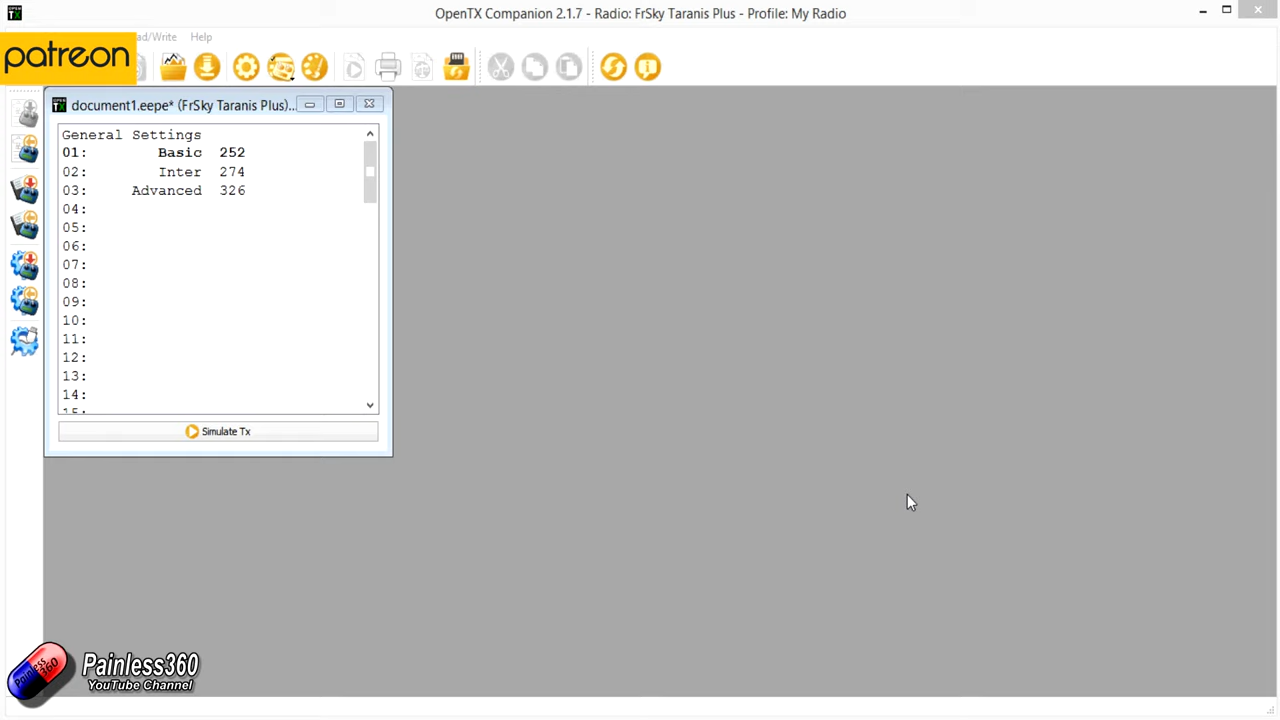 OpenTX Companion 2.1.7 - Radio: FrSky Taranis Plus - Profile: My Radio
patreon
ad/Write Help
document1.eepe* (FrSky Taranis Plus)...
General Settings
01: Basic 252
02: Inter 274
03: Advanced 326
04:
05:
06:
07:
08:
09:
10:
11:
12:
13:
14:
15:
Simulate Tx
Painless360
Painless360
YouTube Channel